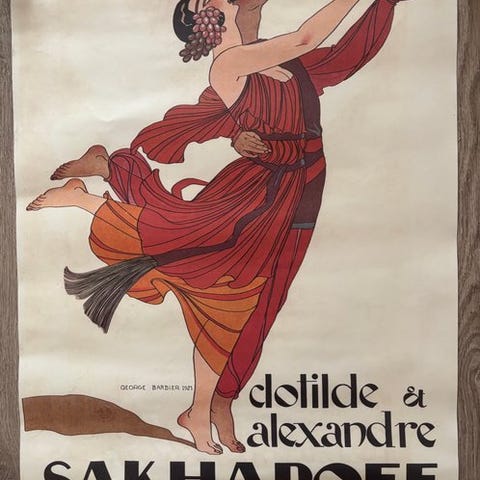 GEORGE BARBIER 1921
clotilde &
alexandre
SAKHAROFF